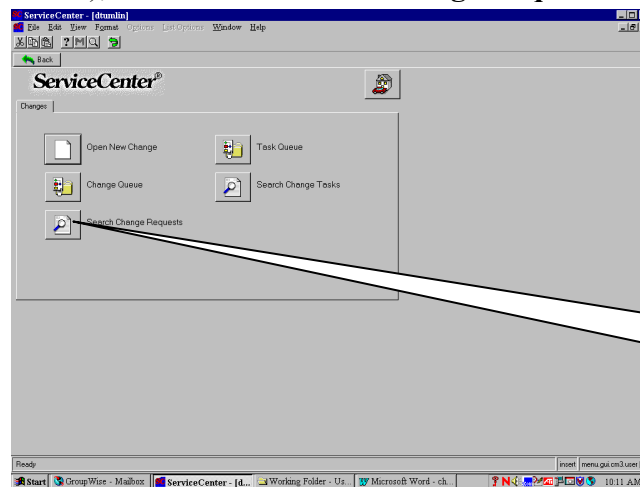 ServiceCenter - [dtumlin]
File Edit View Format Options List Options Window Help
Back
ServiceCenter®
Changes
Open New Change
Task Queue
Change Queue
Search Change Tasks
Search Change Requests
Ready
insert menu.gui.cm3.user
Start GroupWise - Mailbox ServiceCenter - [d... Working Folder - Us... Microsoft Word - ch... 10:11 AM